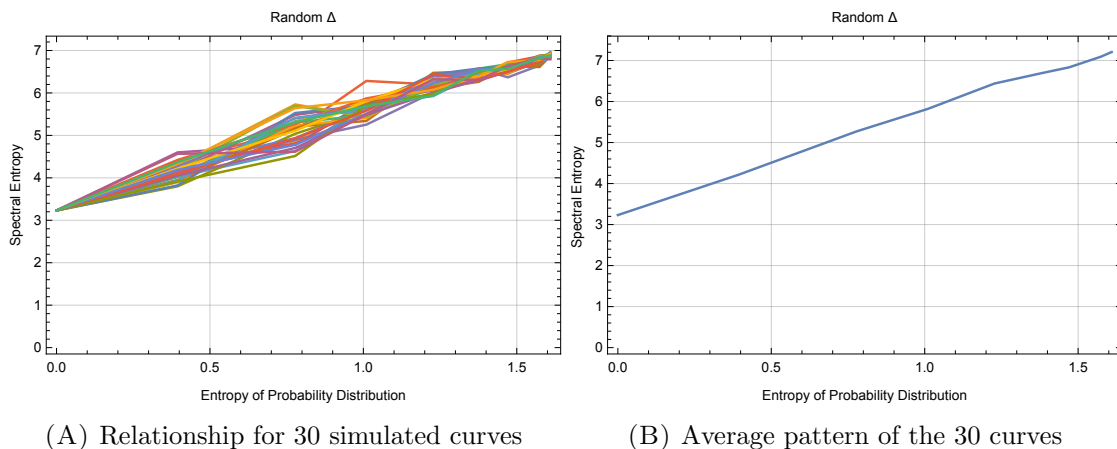 Random Δ
7
6
5
4
3
2
1
0
Spectral Entropy
0.0 0.5 1.0 1.5
Entropy of Probability Distribution
(A) Relationship for 30 simulated curves
Random Δ
7
6
5
4
3
2
1
0
Spectral Entropy
0.0 0.5 1.0 1.5
Entropy of Probability Distribution
(B) Average pattern of the 30 curves